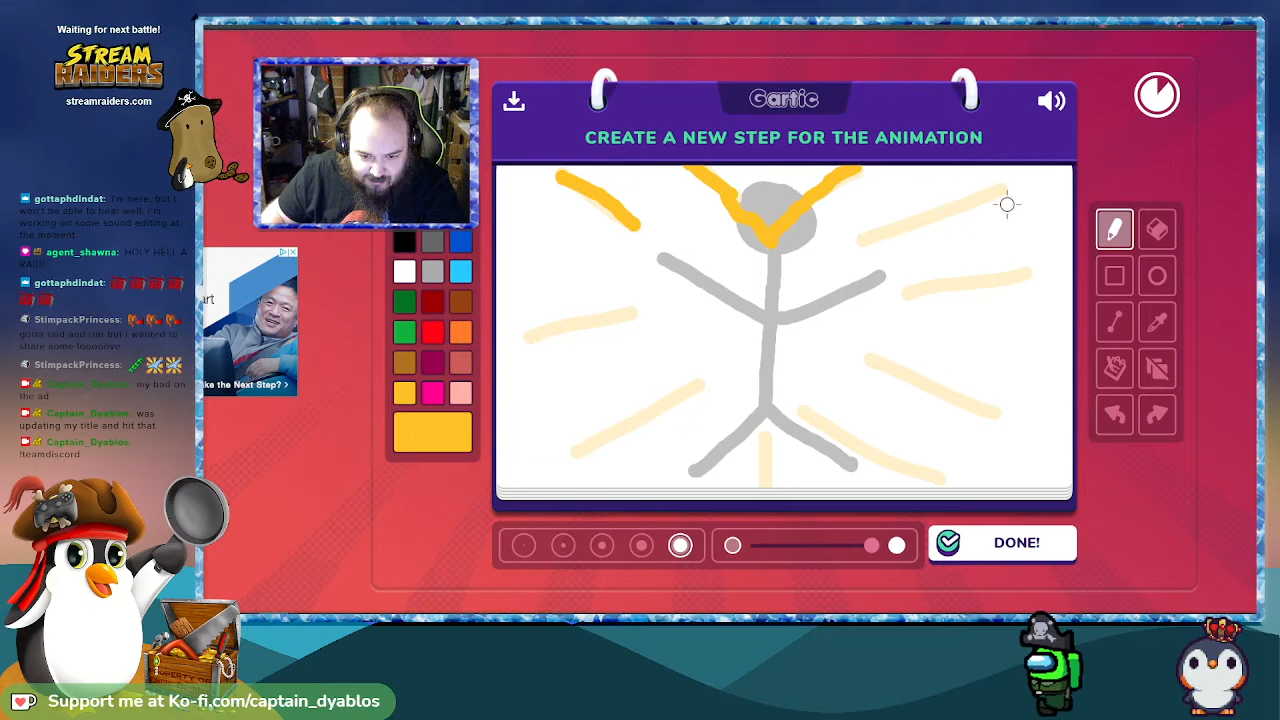 Waiting for next battle!
STREAM
RAIDERS
streamraiders.com
gottaphdindat: I'm here, but i
won't be able to hear well. I'm
working on some sound editing at
the moment
agent_shawna: HOLY HELL A
RAID!
gottaphdindat:
StimpackPrincess:
gotta raid and run but i wanted to
share some looooove
StimpackPrincess:
Captain_Dyablos: my bad on
the ad
Captain_Dyablos: was
updating my title and hit that
Captain_Dyablos:
!teamdiscord
art
ke the Next Step? >
Gartic
CREATE A NEW STEP FOR THE ANIMATION
DONE!
PROPERTY OF
Support me at Ko-fi.com/captain_dyablos